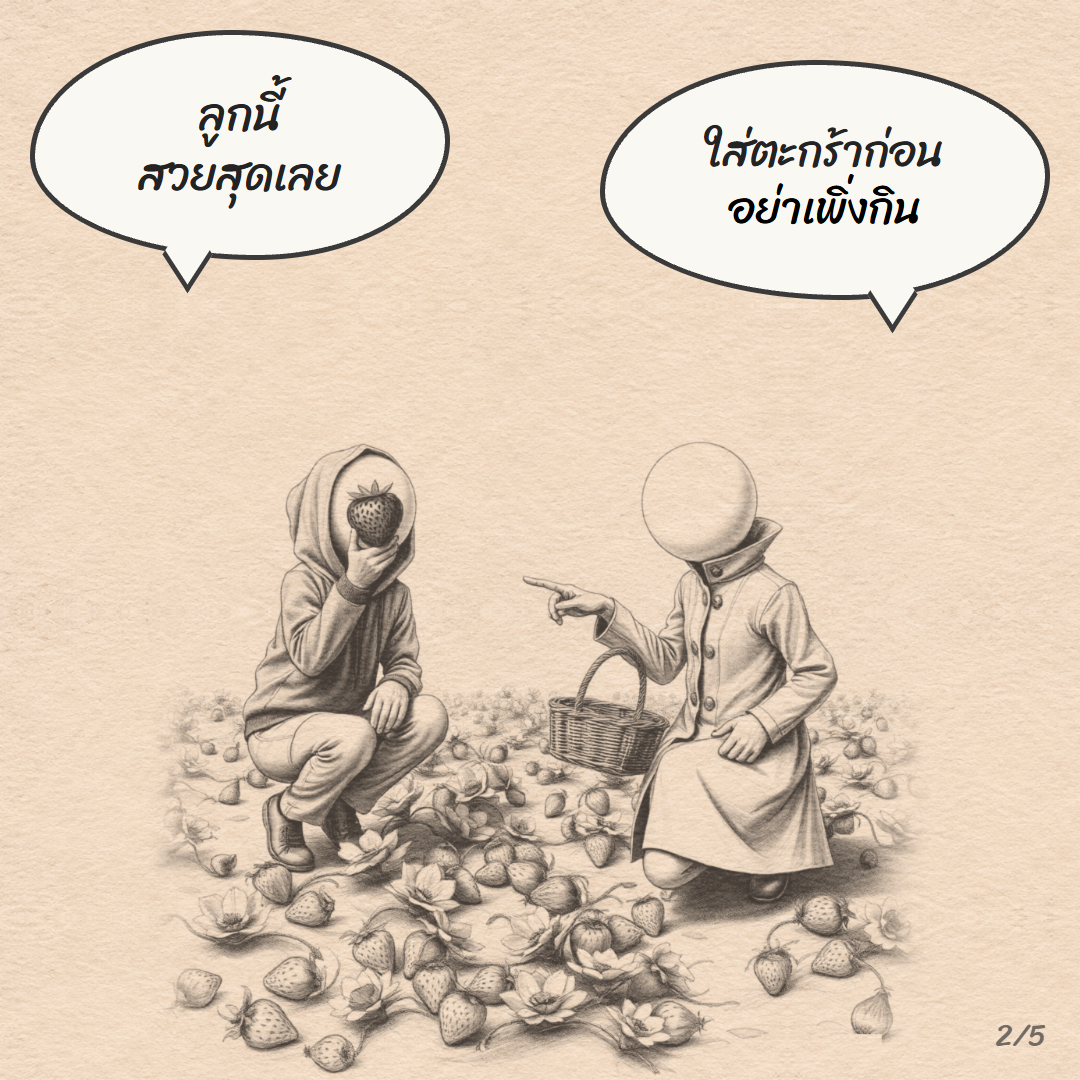 ลูกนี้
สวยสุดเลย
ใส่ตะกร้าก่อน
อย่าเพิ่งกิน
2/5